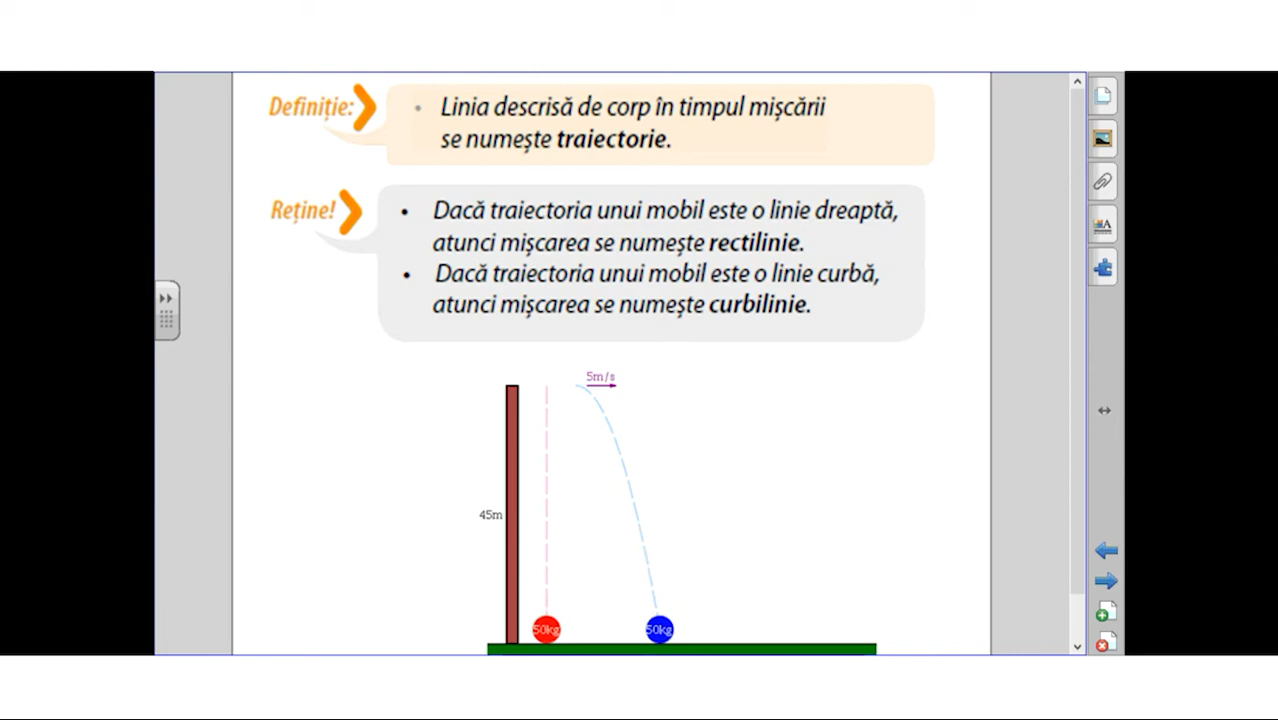 Definiție:
• Linia descrisă de corp în timpul mișcării
se numește traiectorie.
Reține!
• Dacă traiectoria unui mobil este o linie dreaptă,
atunci mișcarea se numește rectilinie.
• Dacă traiectoria unui mobil este o linie curbă,
atunci mișcarea se numește curbilinie.
5m/s
45m
50kg
50kg